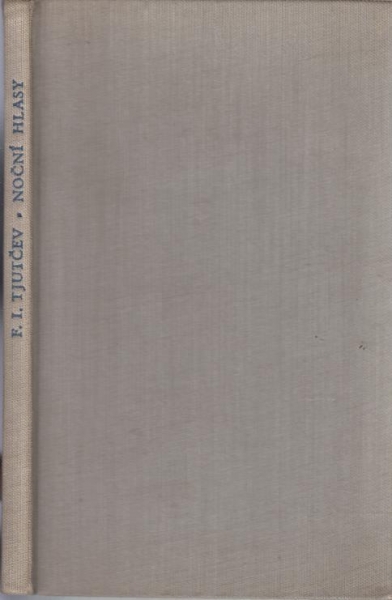 F. I. TJUTČEV • NOČNÍ HLASY